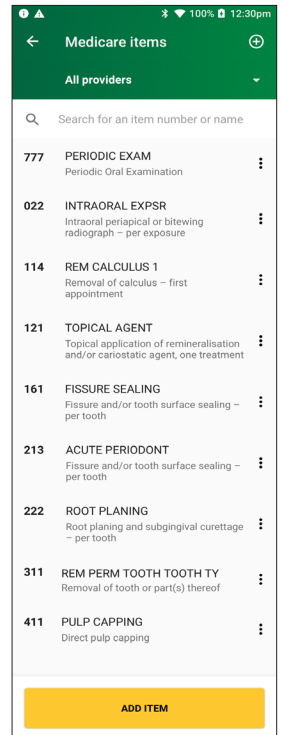 100% 12:30pm
Medicare items
All providers
Search for an item number or name
777 PERIODIC EXAM
Periodic Oral Examination
022 INTRAORAL EXPSR
Intraoral periapical or bitewing
radiograph – per exposure
114 REM CALCULUS 1
Removal of calculus – first
appointment
121 TOPICAL AGENT
Topical application of remineralisation
and/or cariostatic agent, one treatment
161 FISSURE SEALING
Fissure and/or tooth surface sealing –
per tooth
213 ACUTE PERIODONT
Fissure and/or tooth surface sealing –
per tooth
222 ROOT PLANING
Root planing and subgingival curettage
– per tooth
311 REM PERM TOOTH TOOTH TY
Removal of tooth or part(s) thereof
411 PULP CAPPING
Direct pulp capping
ADD ITEM